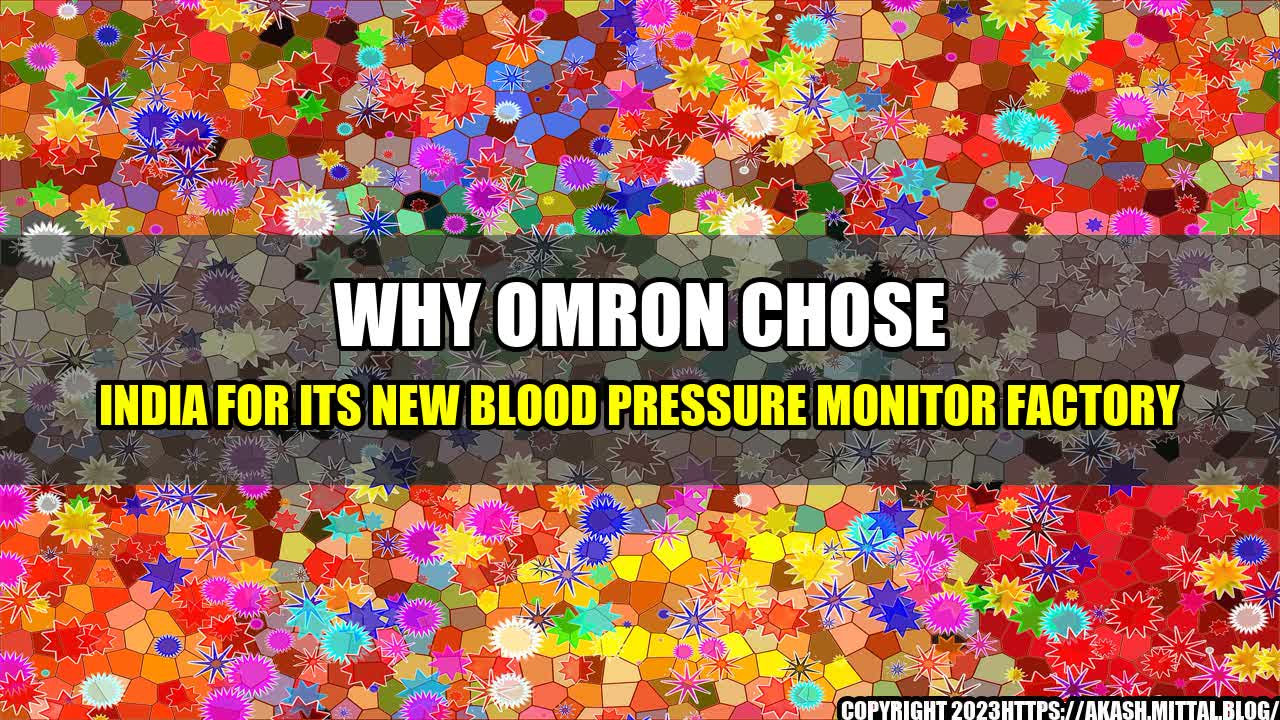 WHY OMRON CHOSE
INDIA FOR ITS NEW BLOOD PRESSURE MONITOR FACTORY
COPYRIGHT 2023HTTPS://AKASH.MITTAL.BLOG/